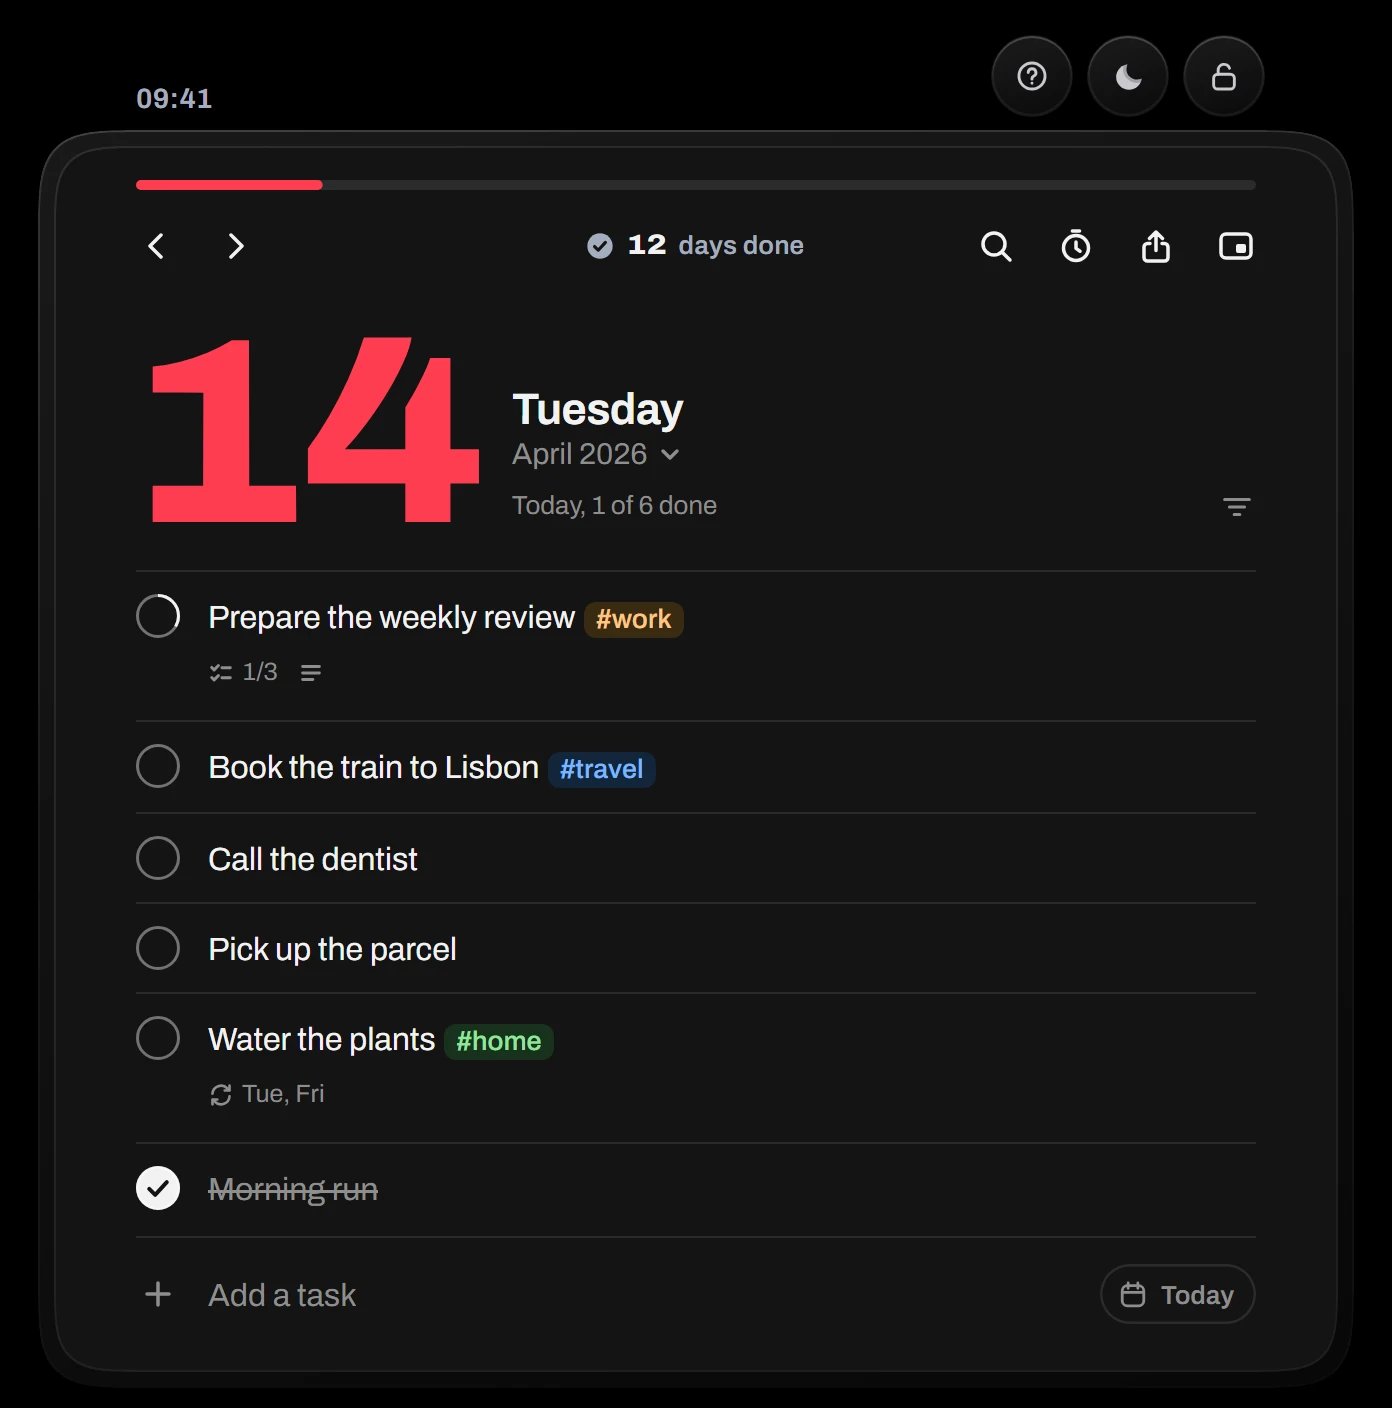 09:41
12 days done
14
Tuesday
April 2026
Today, 1 of 6 done
Prepare the weekly review #work
1/3
Book the train to Lisbon #travel
Call the dentist
Pick up the parcel
Water the plants #home
Tue, Fri
Morning run
Add a task
Today